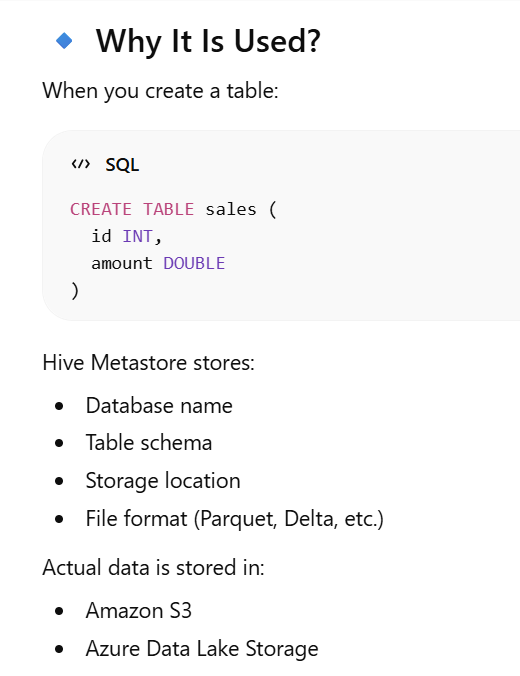 Why It Is Used?
When you create a table:
</> SQL
CREATE TABLE sales (
id INT,
amount DOUBLE
)
Hive Metastore stores:
• Database name
• Table schema
• Storage location
• File format (Parquet, Delta, etc.)
Actual data is stored in:
• Amazon S3
• Azure Data Lake Storage